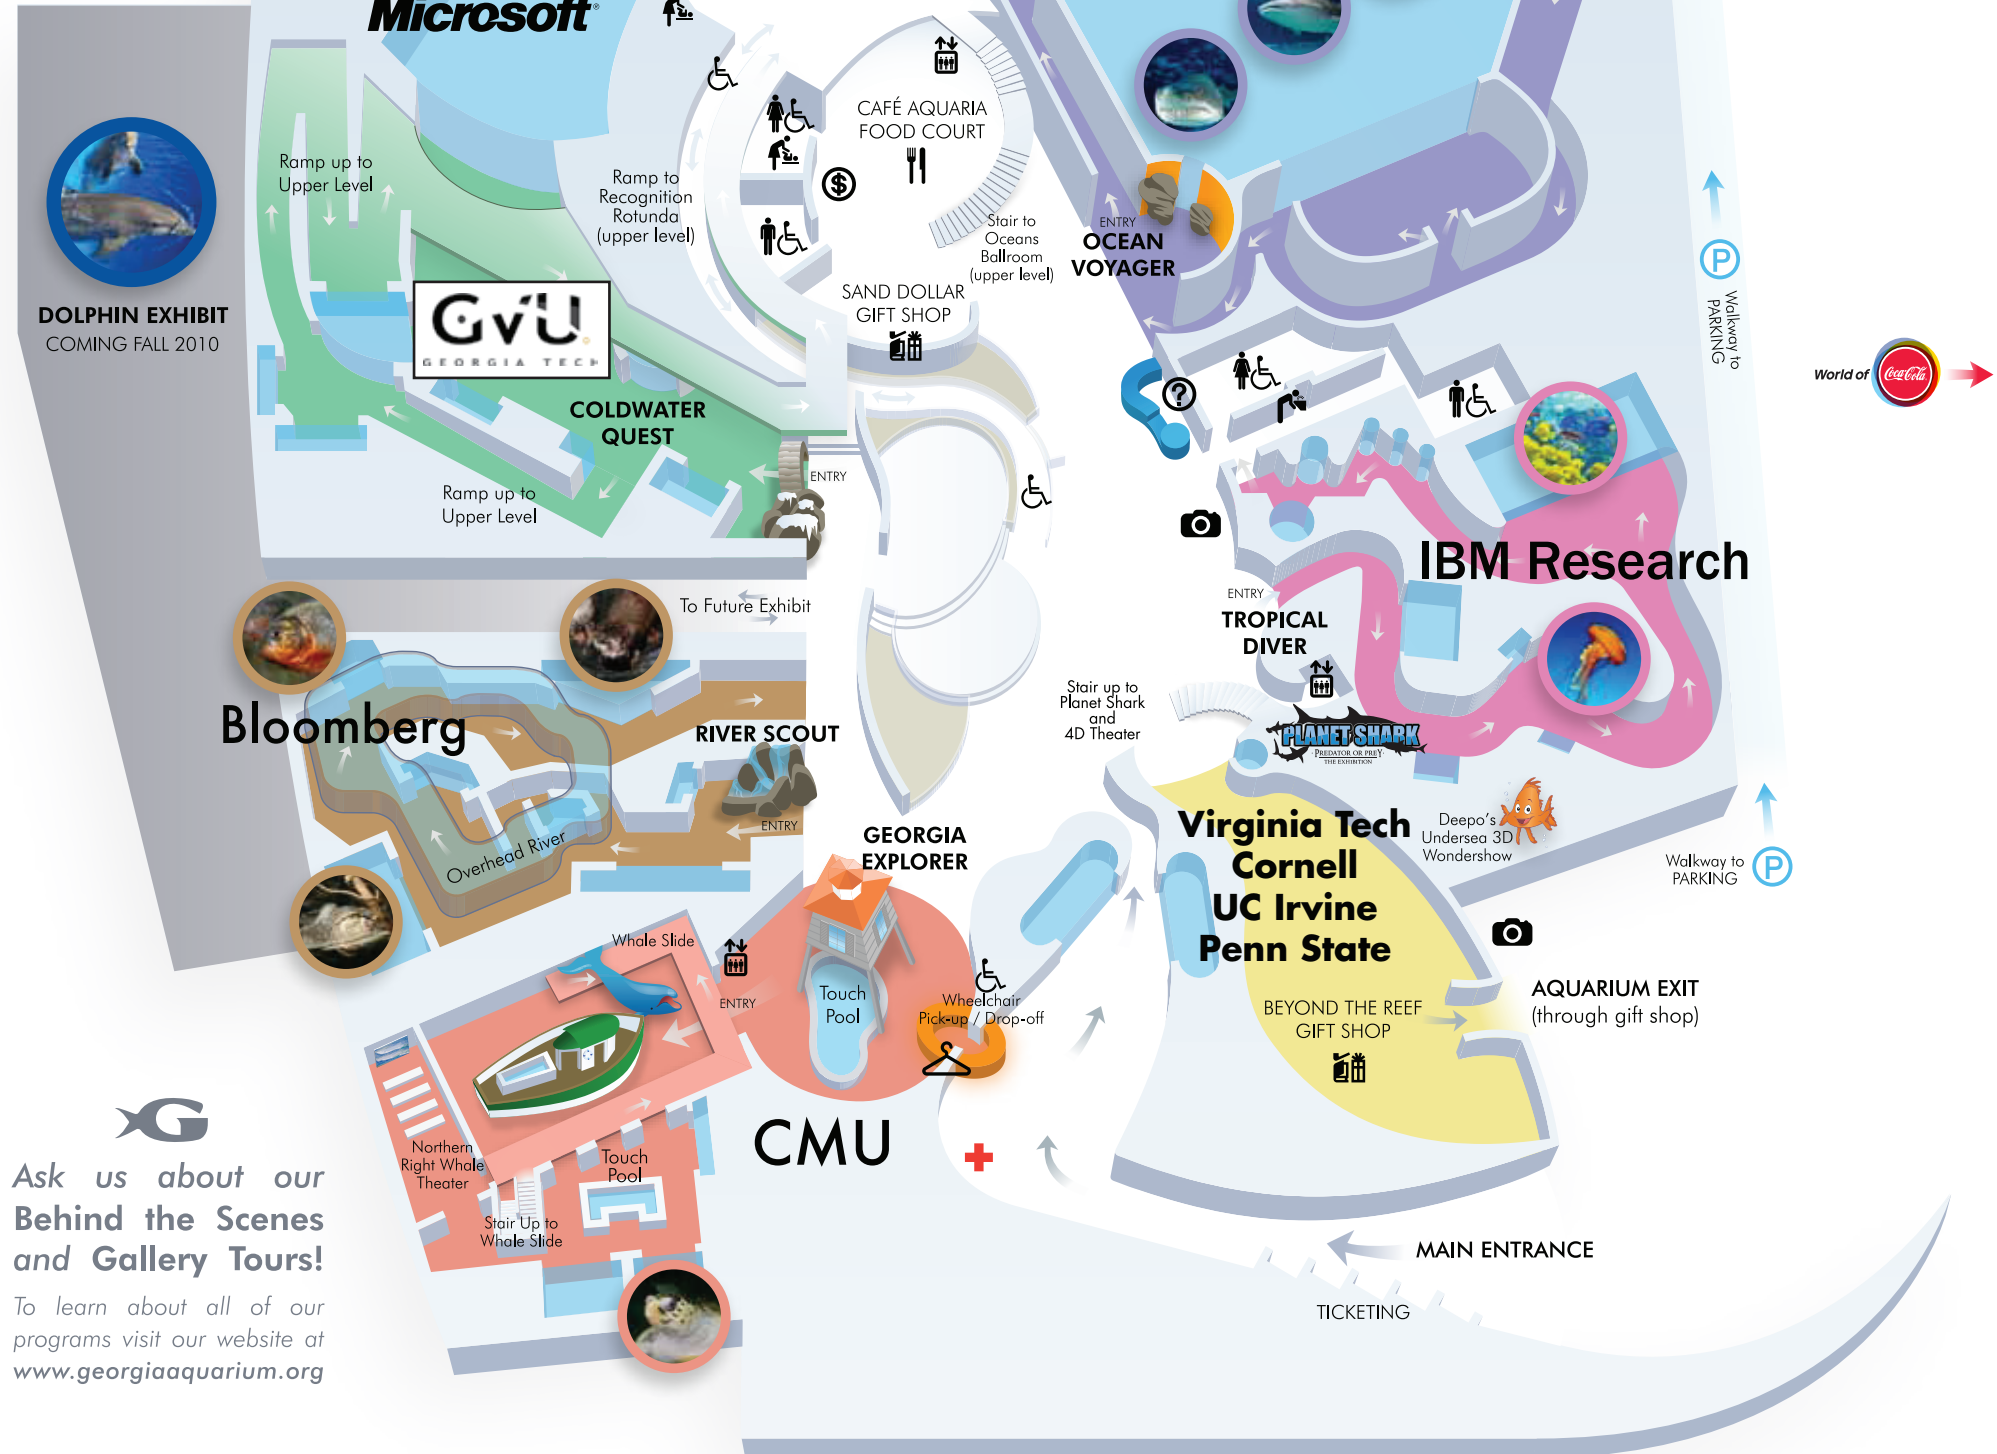 Microsoft
CAFÉ AQUARIA
FOOD COURT
Ramp up to
Upper Level
Ramp to
Recognition
Rotunda
(upper level)
Stair to
Oceans
Ballroom
(upper level)
ENTRY
OCEAN
VOYAGER
P
Walkway to
PARKING
DOLPHIN EXHIBIT
COMING FALL 2010
GVU
GEORGIA TECH
SAND DOLLAR
GIFT SHOP
World of
Coca-Cola
COLDWATER
QUEST
ENTRY
Ramp up to
Upper Level
?
$
IBM Research
To Future Exhibit
ENTRY
TROPICAL
DIVER
Bloomberg
RIVER SCOUT
Stair up to
Planet Shark
and
4D Theater
PLANET SHARK
PREDATOR OR PREY
THE EXHIBITION
ENTRY
Overhead River
GEORGIA
EXPLORER
Virginia Tech
Cornell
UC Irvine
Penn State
Deepo's
Undersea 3D
Wondershow
Walkway to
PARKING
P
Whale Slide
ENTRY
Touch
Pool
Wheelchair
Pick-up / Drop-off
BEYOND THE REEF
GIFT SHOP
AQUARIUM EXIT
(through gift shop)
G
Ask us about our
Behind the Scenes
and Gallery Tours!
To learn about all of our
programs visit our website at
www.georgiaaquarium.org
Northern
Right Whale
Theater
Touch
Pool
Stair Up to
Whale Slide
CMU
MAIN ENTRANCE
TICKETING